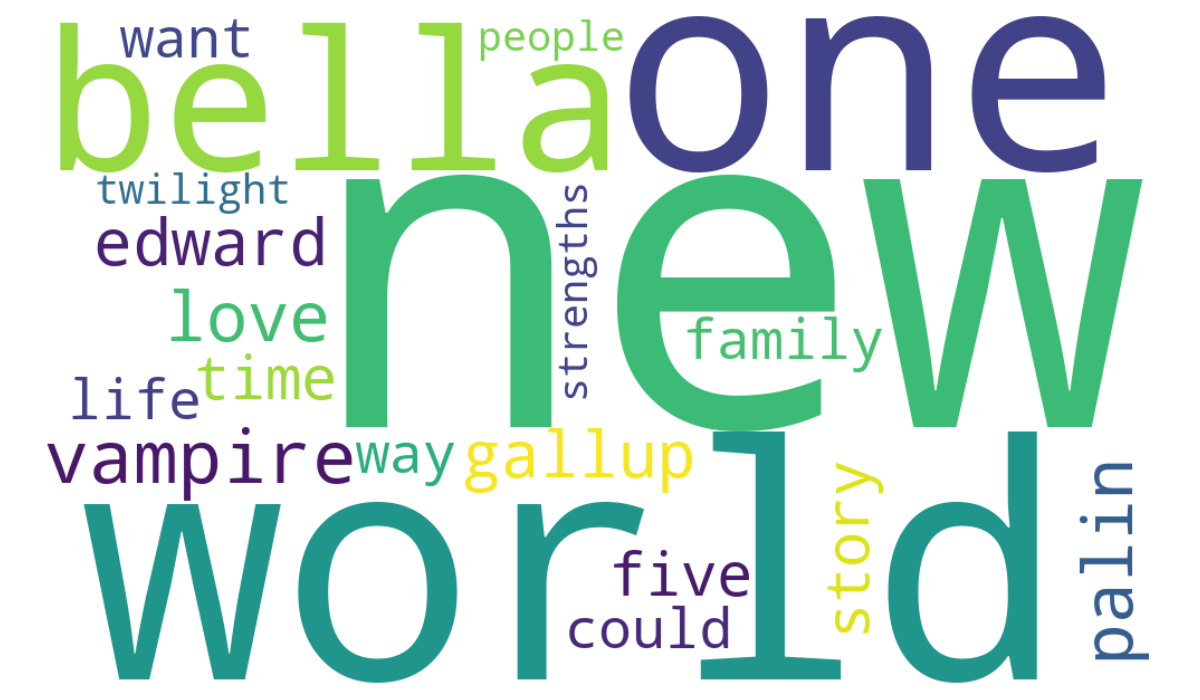 want
people
bella
one
twilight
edward
new
strengths
love
family
time
life
vampire
way
gallup
world
story
palin
five
could